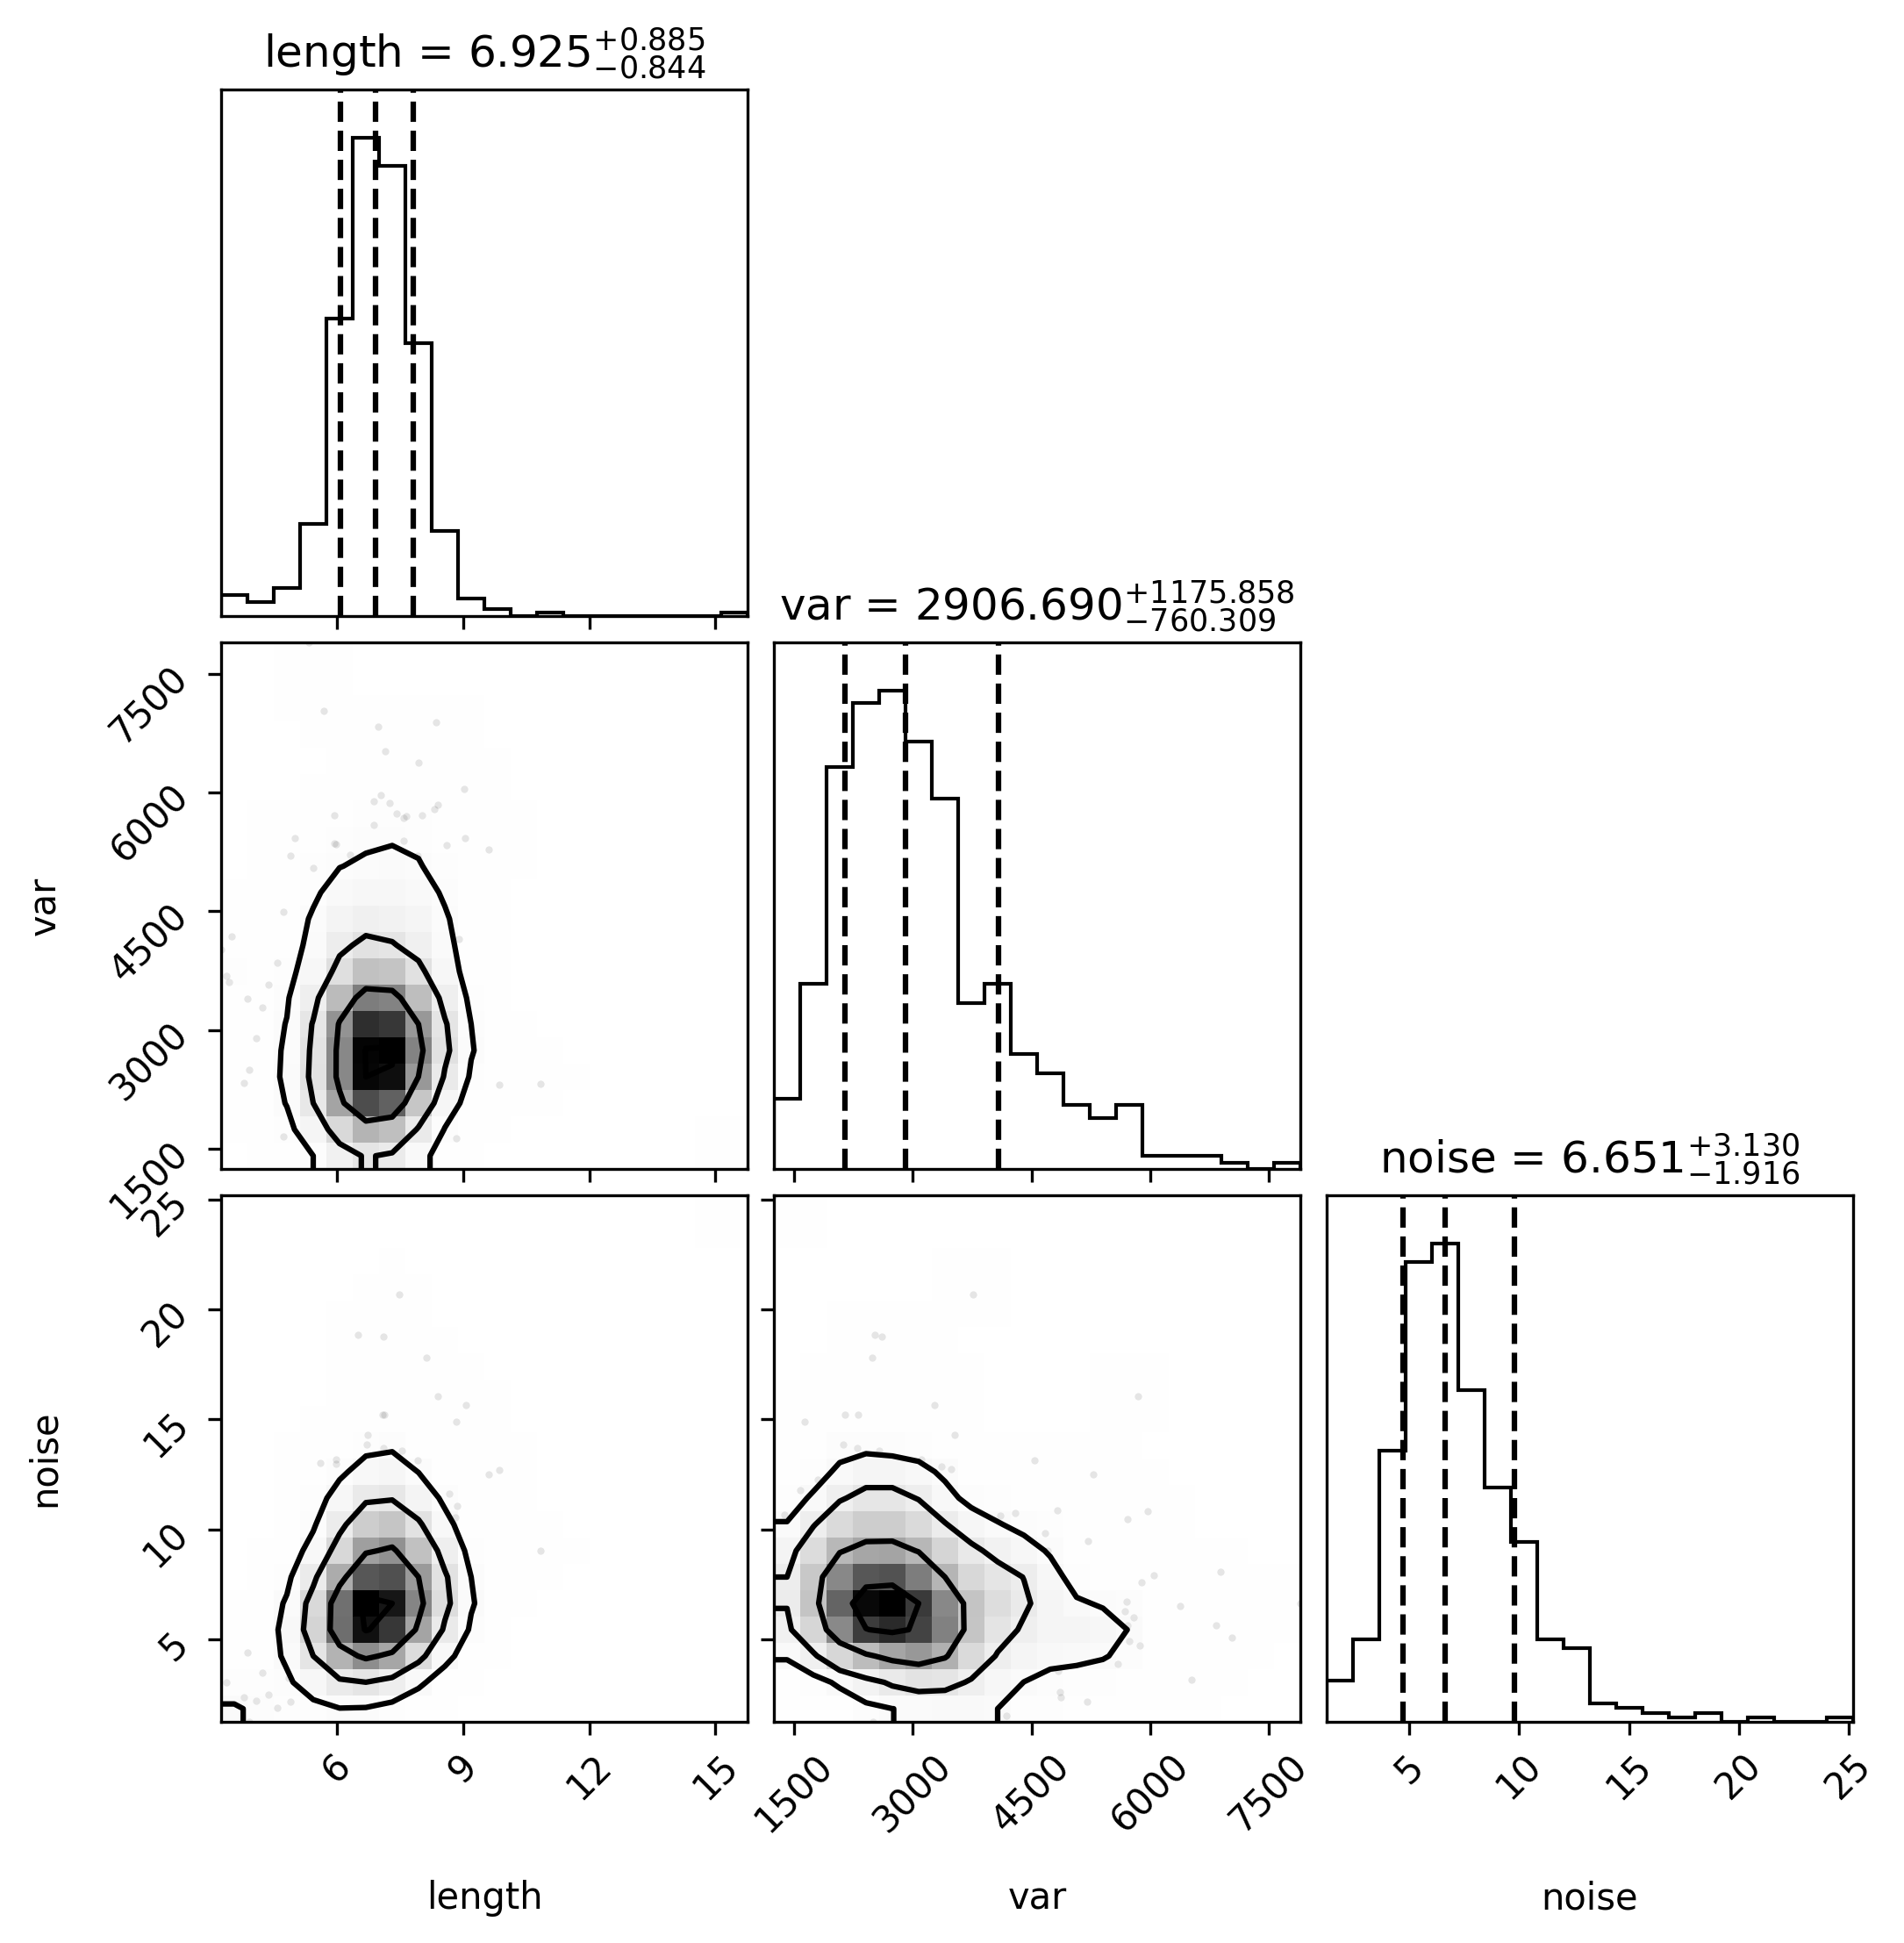 length = 6.925 +0.885 −0.844
var = 2906.690 +1175.858 −760.309
7500
6000
4500
3000
1500
var
noise = 6.651 +3.130 −1.916
25
20
15
10
5
noise
6 9 12 15
1500 3000 4500 6000 7500
5 10 15 20 25
length var noise